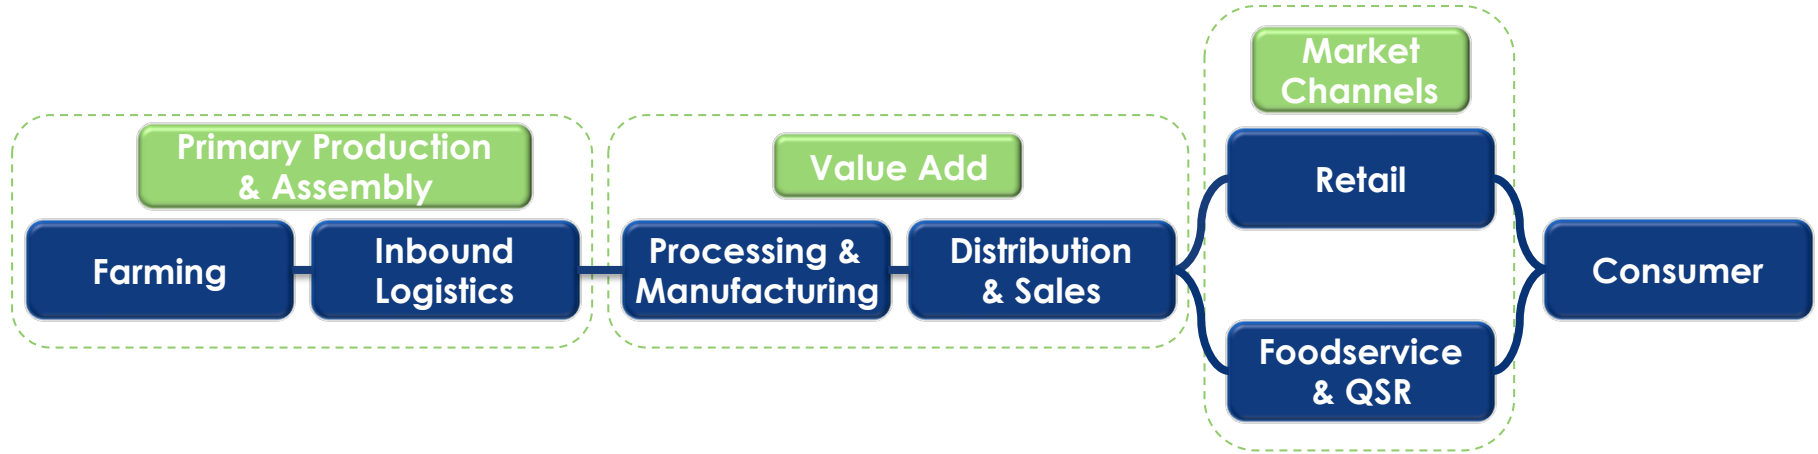 Primary Production
& Assembly
Farming
Inbound
Logistics
Value Add
Processing &
Manufacturing
Distribution
& Sales
Market
Channels
Retail
Foodservice
& QSR
Consumer